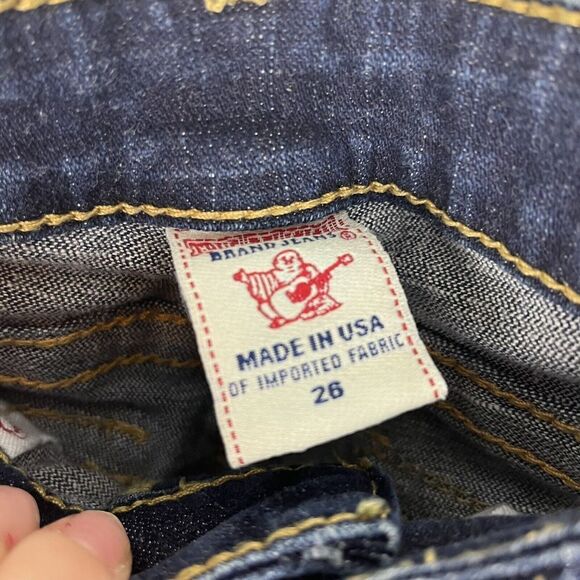 BRAND JEANS ®
MADE IN USA
OF IMPORTED FABRIC
26